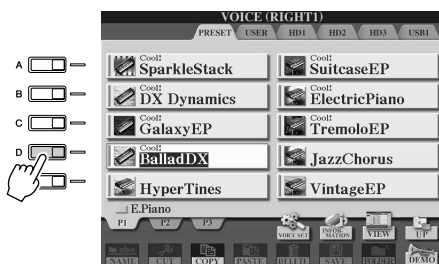 VOICE (RIGHT1)
PRESET USER HD1 HD2 HD3 USB1
A
Cool!
SparkleStack
Cool!
SuitcaseEP
B
Cool!
DX Dynamics
Cool!
ElectricPiano
C
Cool!
GalaxyEP
Cool!
TremoloEP
D
Cool!
BalladDX
JazzChorus
HyperTines
VintageEP
E.Piano
P1 P2 P3
VOICE SET INFOR-MATION VIEW UP
NAME CUT COPY PASTE DELETE SAVE FOLDER DEMO